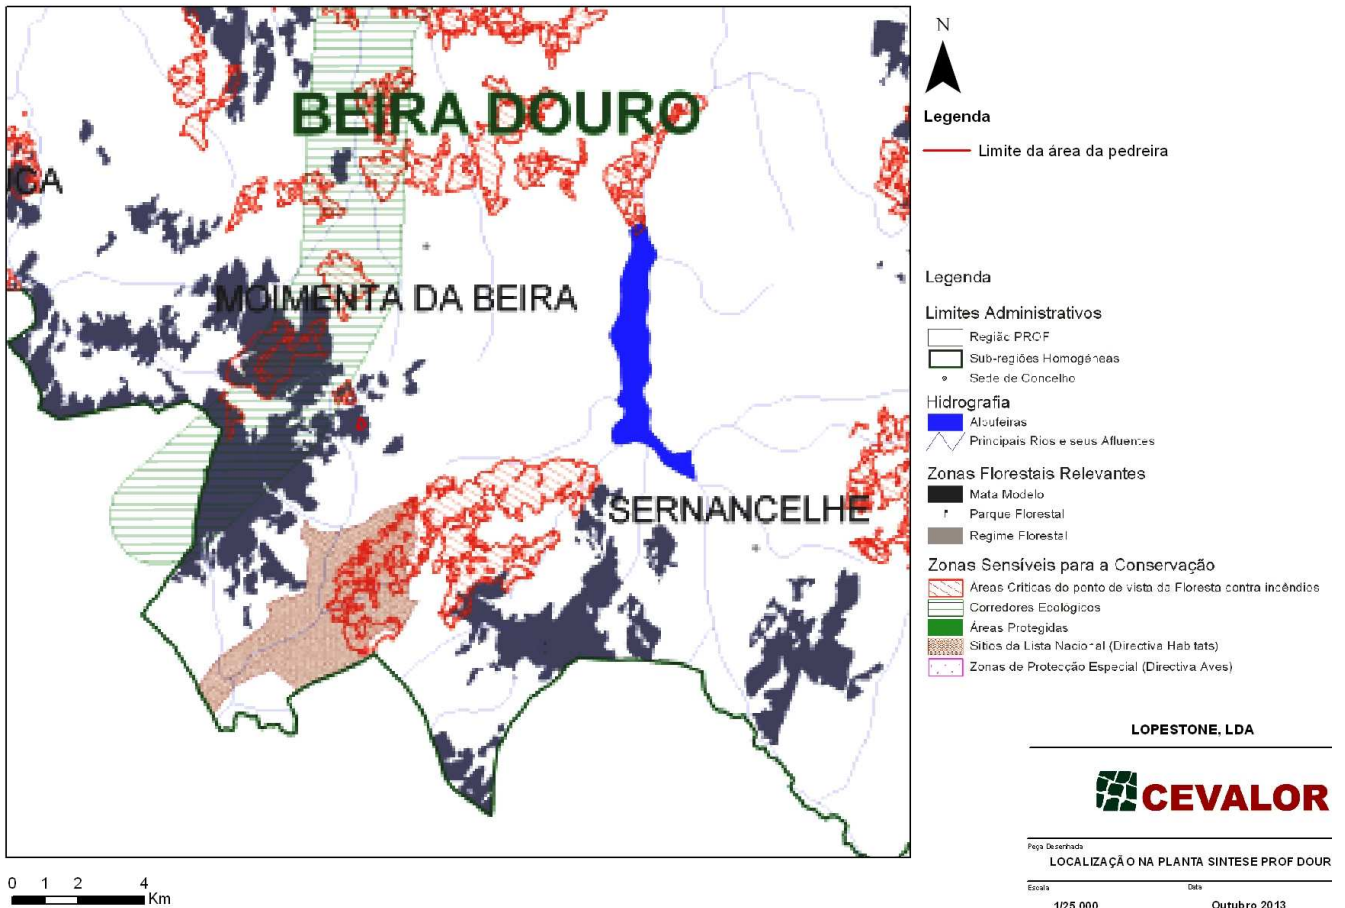 BEIRA DOURO
ICA
MOIMENTA DA BEIRA
SERNANCELHE
0 1 2 4
Km
N
Legenda
Limite da área da pedreira
Legenda
Limites Administrativos
Região PROF
Sub-regiões Homogéneas
Sede de Concelho
Hidrografia
Albufeiras
Principais Rios e seus Afluentes
Zonas Florestais Relevantes
Mata Modelo
Parque Florestal
Regime Florestal
Zonas Sensíveis para a Conservação
Áreas Críticas do ponto de vista da Floresta contra incêndios
Corredores Ecológicos
Áreas Protegidas
Sítios da Lista Nacional (Directiva Habitats)
Zonas de Protecção Especial (Directiva Aves)
LOPESTONE, LDA
CEVALOR
Peça Desenhada
LOCALIZAÇÃO NA PLANTA SINTESE PROF DOUR
Escala Data
1/25 000 Outubro 2013